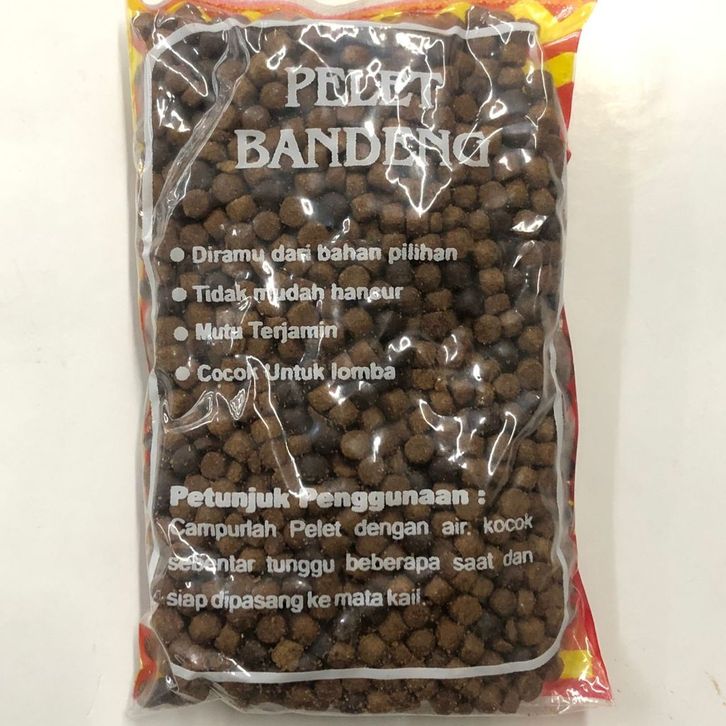 PELET
BANDENG
● Diramu dari bahan pilihan
● Tidak mudah hancur
● Mutu Terjamin
● Cocok Untuk lomba
Petunjuk Penggunaan :
Campurlah Pelet dengan air, kocok
sebentar tunggu beberapa saat dan
siap dipasang ke mata kail.